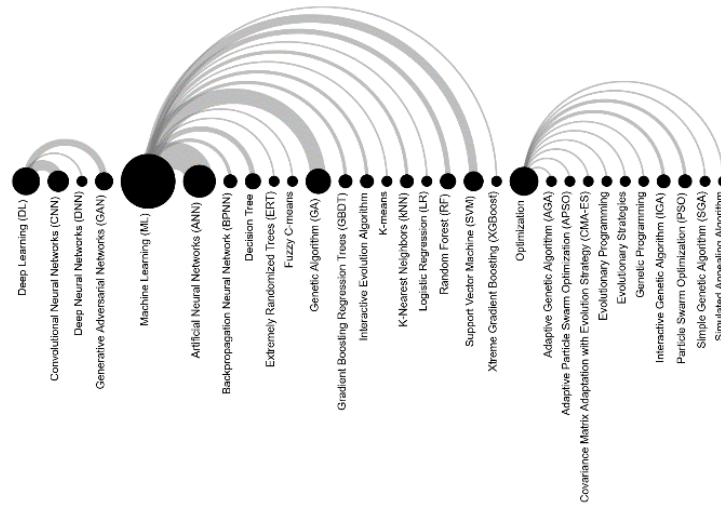 Deep Learning (DL)
Convolutional Neural Networks (CNN)
Deep Neural Networks (DNN)
Generative Adversarial Networks (GAN)
Machine Learning (ML)
Artificial Neural Networks (ANN)
Backpropagation Neural Network (BPNN)
Decision Tree
Extremely Randomized Trees (ERT)
Fuzzy C-means
Genetic Algorithm (GA)
Gradient Boosting Regression Trees (GBDT)
Interactive Evolution Algorithm
K-means
K-Nearest Neighbors (kNN)
Logistic Regression (LR)
Random Forest (RF)
Support Vector Machine (SVM)
Xtreme Gradient Boosting (XGBoost)
Optimization
Adaptive Genetic Algorithm (AGA)
Adaptive Particle Swarm Optimization (APSO)
Covariance Matrix Adaptation with Evolution Strategy (CMA-ES)
Evolutionary Programming
Evolutionary Strategies
Genetic Programming
Interactive Genetic Algorithm (IGA)
Particle Swarm Optimization (PSO)
Simple Genetic Algorithm (SGA)
Simulated Annealing Algorithm